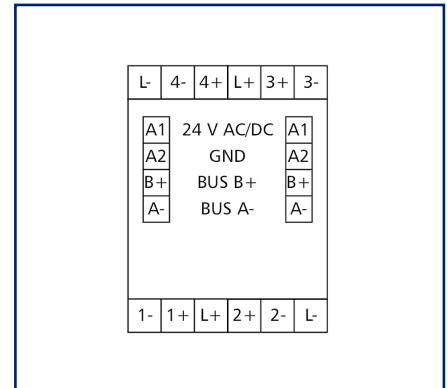 L- 4- 4+ L+ 3+ 3-
A1 24 V AC/DC A1
A2 GND A2
B+ BUS B+ B+
A- BUS A- A-
1- 1+ L+ 2+ 2- L-